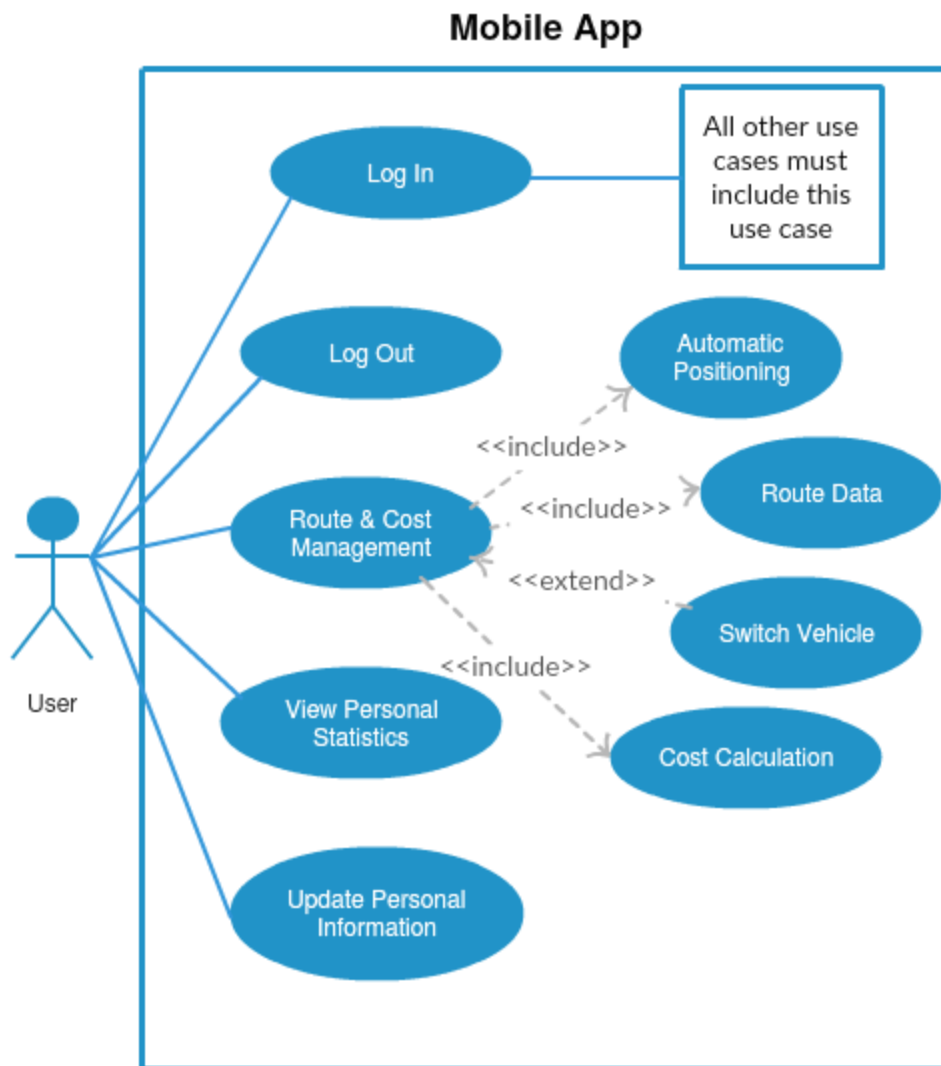 Mobile App
Log In
All other use
cases must
include this
use case
Log Out
Automatic
Positioning
<<include>>
Route & Cost
Management
<<include>>
Route Data
<<extend>>
Switch Vehicle
<<include>>
User
View Personal
Statistics
Cost Calculation
Update Personal
Information